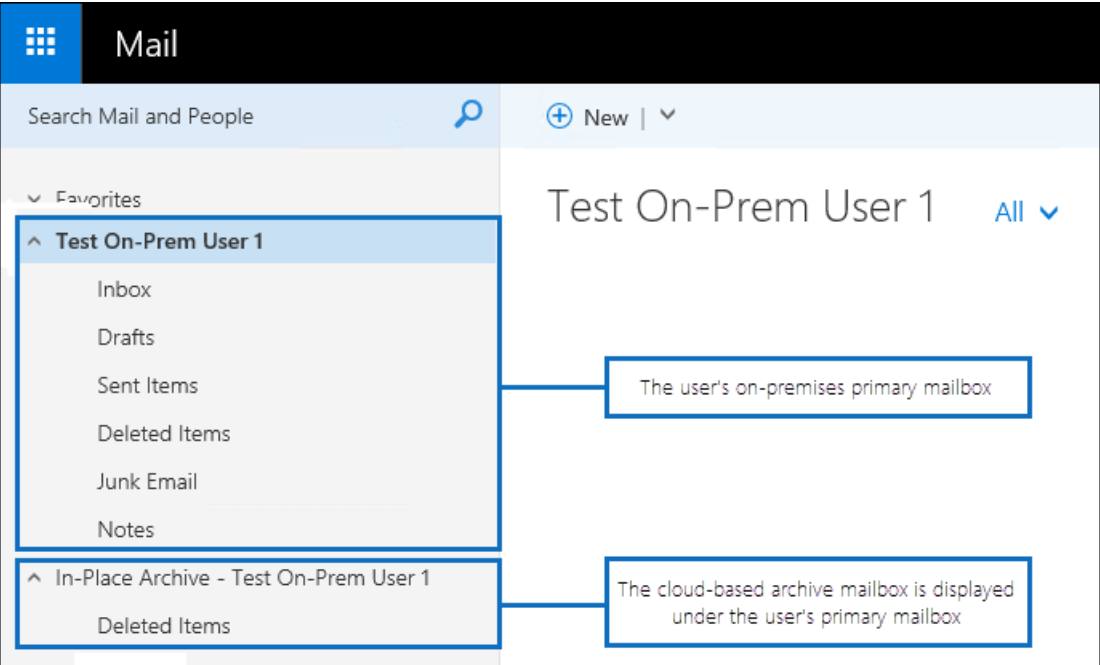 Mail
Search Mail and People
New
Favorites
Test On-Prem User 1
All
Test On-Prem User 1
Inbox
Drafts
Sent Items
Deleted Items
Junk Email
Notes
The user's on-premises primary mailbox
In-Place Archive - Test On-Prem User 1
Deleted Items
The cloud-based archive mailbox is displayed
under the user's primary mailbox